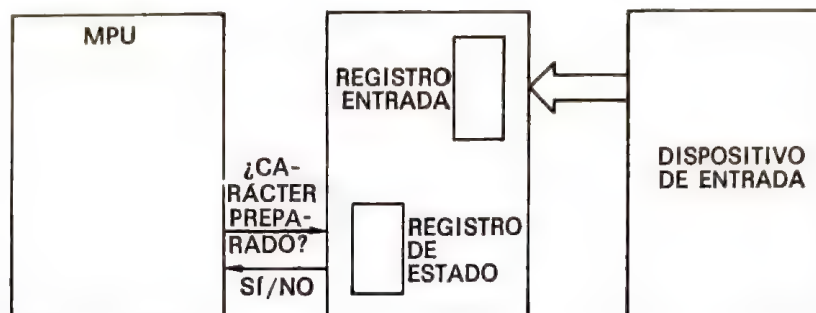 MPU
¿CA-
RÁCTER
PREPA-
RADO?
SÍ/NO
REGISTRO
ENTRADA
REGISTRO
DE
ESTADO
DISPOSITIVO
DE ENTRADA